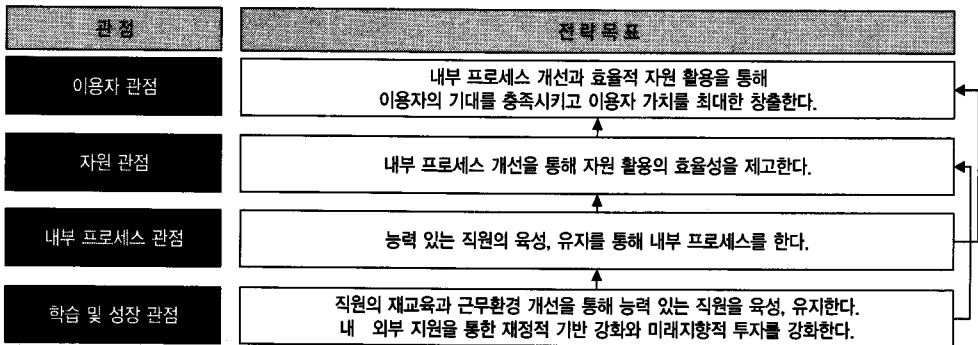 관점
전략목표
이용자 관점
내부 프로세스 개선과 효율적 자원 활용을 통해
이용자의 기대를 충족시키고 이용자 가치를 최대한 창출한다.
자원 관점
내부 프로세스 개선을 통해 자원 활용의 효율성을 제고한다.
내부 프로세스 관점
능력 있는 직원의 육성, 유지를 통해 내부 프로세스를 한다.
학습 및 성장 관점
직원의 재교육과 근무환경 개선을 통해 능력 있는 직원을 육성, 유지한다.
내 외부 지원을 통한 재정적 기반 강화와 미래지향적 투자를 강화한다.